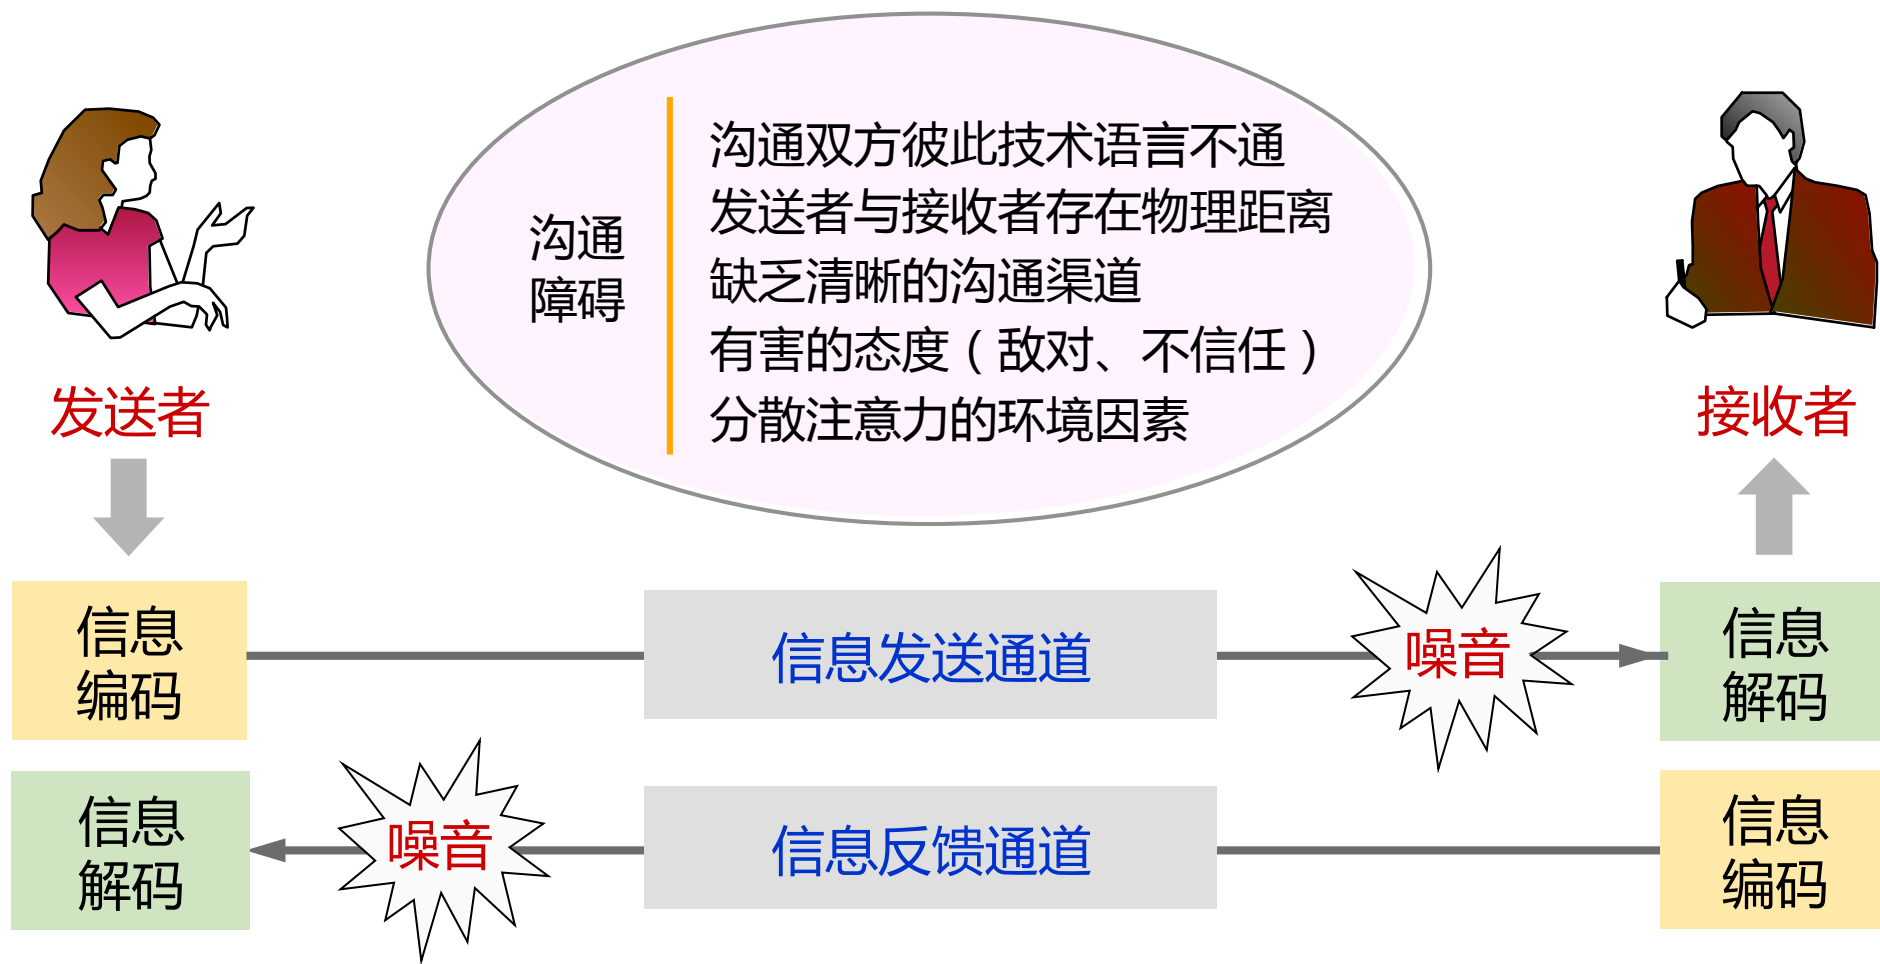 沟通
障碍
沟通双方彼此技术语言不通
发送者与接收者存在物理距离
缺乏清晰的沟通渠道
有害的态度（敌对、不信任）
分散注意力的环境因素
发送者
接收者
信息
编码
信息发送通道
噪音
信息
解码
信息
解码
噪音
信息反馈通道
信息
编码